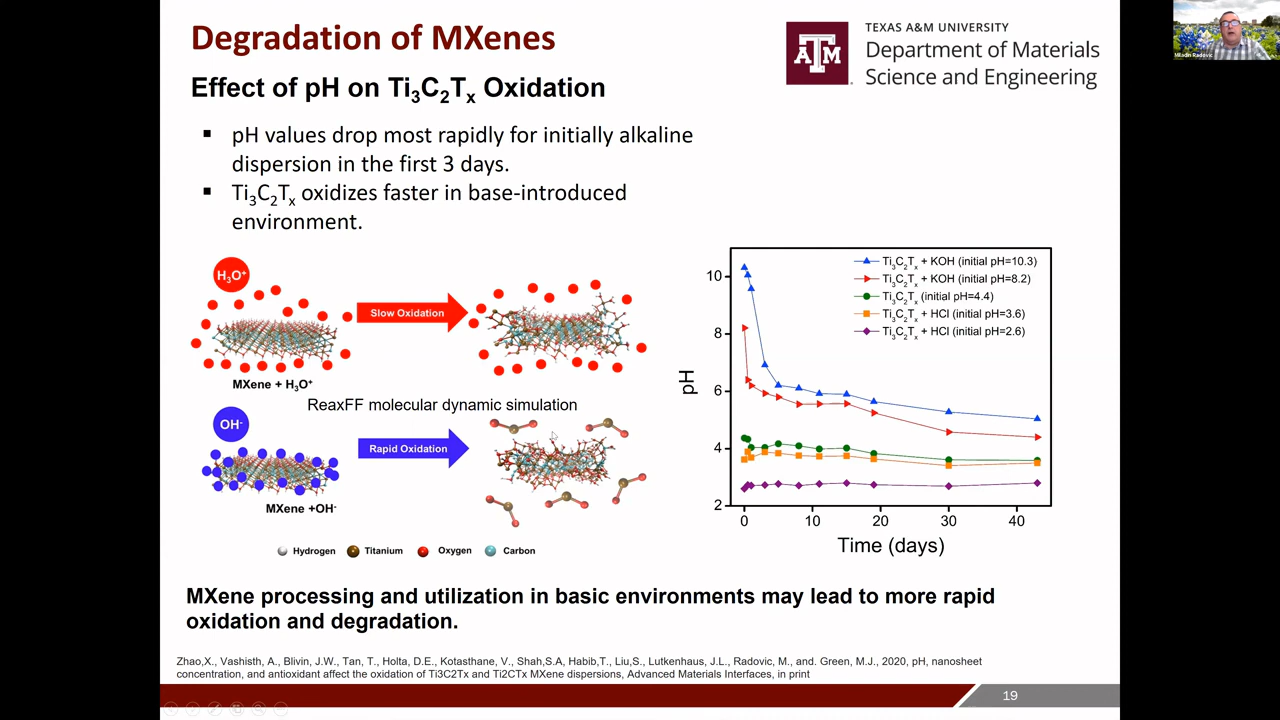 Degradation of MXenes
Effect of pH on Ti3C2Tx Oxidation
▪ pH values drop most rapidly for initially alkaline
dispersion in the first 3 days.
▪ Ti3C2Tx oxidizes faster in base-introduced
environment.
ĀTM
TEXAS A&M UNIVERSITY
Department of Materials
Science and Engineering
Miladin Radovic
H3O+
Slow Oxidation
MXene + H3O+
ReaxFF molecular dynamic simulation
OH-
Rapid Oxidation
MXene +OH-
Hydrogen Titanium Oxygen Carbon
Ti3C2Tx + KOH (initial pH=10.3)
Ti3C2Tx + KOH (initial pH=8.2)
Ti3C2Tx (initial pH=4.4)
Ti3C2Tx + HCl (initial pH=3.6)
Ti3C2Tx + HCl (initial pH=2.6)
pH
10
8
6
4
2
0 10 20 30 40
Time (days)
MXene processing and utilization in basic environments may lead to more rapid
oxidation and degradation.
Zhao,X., Vashisth, A., Blivin, J.W., Tan, T., Holta, D.E., Kotasthane, V., Shah,S.A, Habib,T., Liu,S., Lutkenhaus, J.L., Radovic, M., and. Green, M.J., 2020, pH, nanosheet
concentration, and antioxidant affect the oxidation of Ti3C2Tx and Ti2CTx MXene dispersions, Advanced Materials Interfaces, in print
19